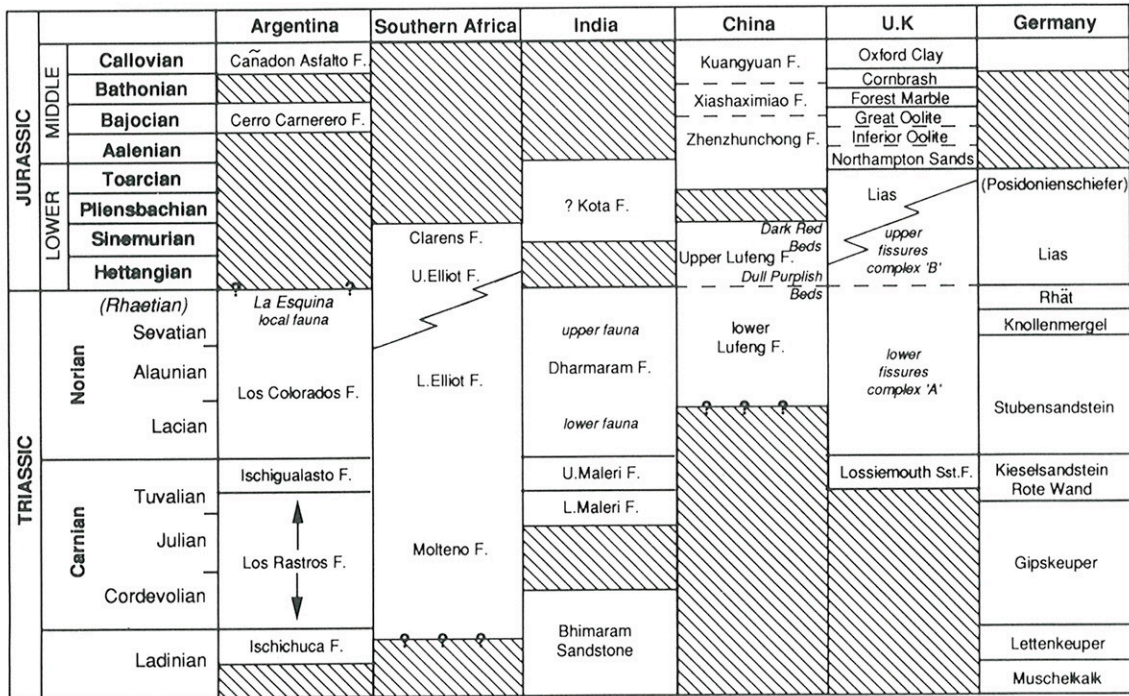 Argentina
Southern Africa
India
China
U.K
Germany
JURASSIC
MIDDLE
LOWER
TRIASSIC
Norian
Carnian
Callovian
Bathonian
Bajocian
Aalenian
Toarcian
Pliensbachian
Sinemurian
Hettangian
(Rhaetian)
Sevatian
Alaunian
Lacian
Tuvalian
Julian
Cordevolian
Ladinian
Cañadon Asfalto F.
Cerro Carnerero F.
? ?
La Esquina
local fauna
Los Colorados F.
Ischigualasto F.
Los Rastros F.
Ischichuca F.
Clarens F.
U.Elliot F.
L.Elliot F.
Molteno F.
? ? ?
? Kota F.
upper fauna
Dharmaram F.
lower fauna
U.Maleri F.
L.Maleri F.
Bhimaram
Sandstone
Kuangyuan F.
Xiashaximiao F.
Zhenzhunchong F.
Dark Red
Beds
Upper Lufeng F.
Dull Purplish
Beds
lower
Lufeng F.
? ? ?
Oxford Clay
Cornbrash
Forest Marble
Great Oolite
Inferior Oolite
Northampton Sands
Lias
upper
fissures
complex 'B'
lower
fissures
complex 'A'
Lossiemouth Sst.F.
(Posidonienschiefer)
Lias
Rhät
Knollenmergel
Stubensandstein
Kieselsandstein
Rote Wand
Gipskeuper
Lettenkeuper
Muschelkalk